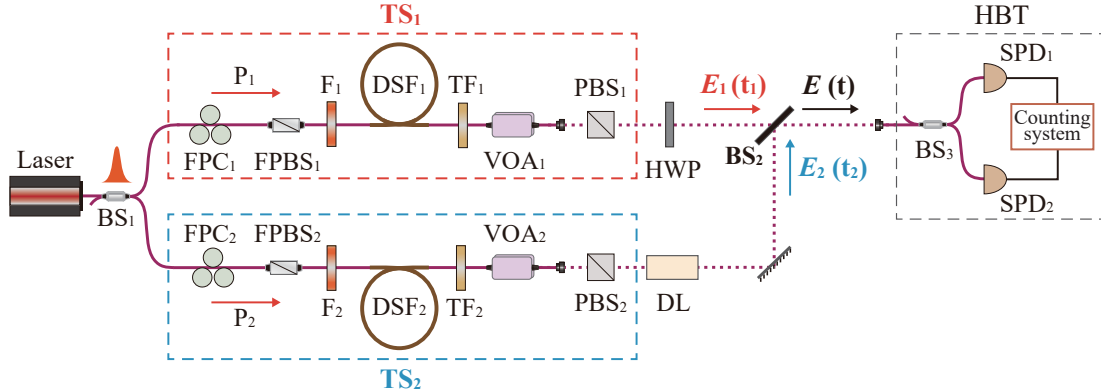 TS₁
HBT
P₁
F₁
DSF₁
TF₁
PBS₁
E₁ (t₁)
E (t)
SPD₁
FPC₁
FPBS₁
VOA₁
HWP
BS₂
BS₃
Counting
system
Laser
BS₁
E₂ (t₂)
SPD₂
FPC₂
FPBS₂
VOA₂
P₂
F₂
DSF₂
TF₂
PBS₂
DL
TS₂